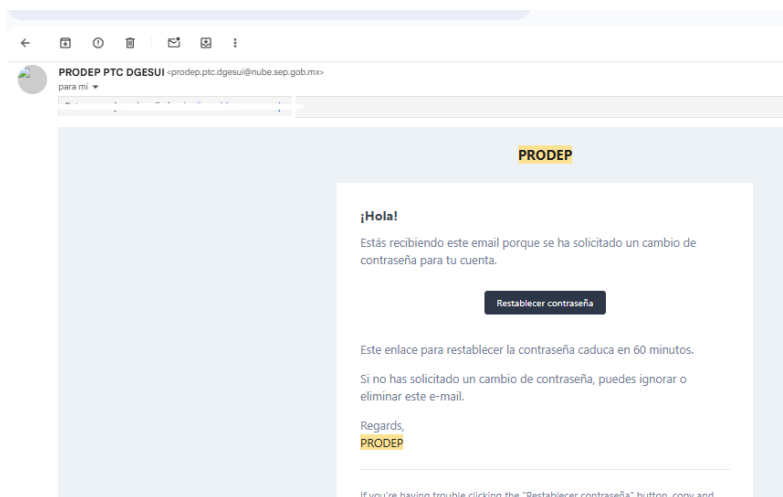 PRODEP PTC DGESUI <prodep.ptc.dgesui@nube.sep.gob.mx>
para mí
PRODEP
¡Hola!
Estás recibiendo este email porque se ha solicitado un cambio de
contraseña para tu cuenta.
Restablecer contraseña
Este enlace para restablecer la contraseña caduca en 60 minutos.
Si no has solicitado un cambio de contraseña, puedes ignorar o
eliminar este e-mail.
Regards,
PRODEP
If you're having trouble clicking the "Restablecer contraseña" button, copy and